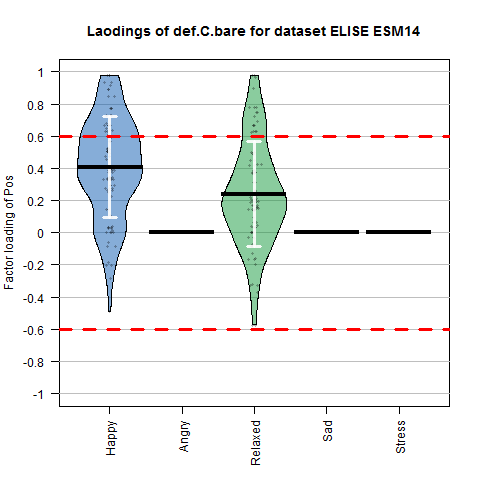 Laodings of def.C.bare for dataset ELISE ESM14
Factor loading of Pos
1
0.8
0.6
0.4
0.2
0
-0.2
-0.4
-0.6
-0.8
-1
Happy
Angry
Relaxed
Sad
Stress